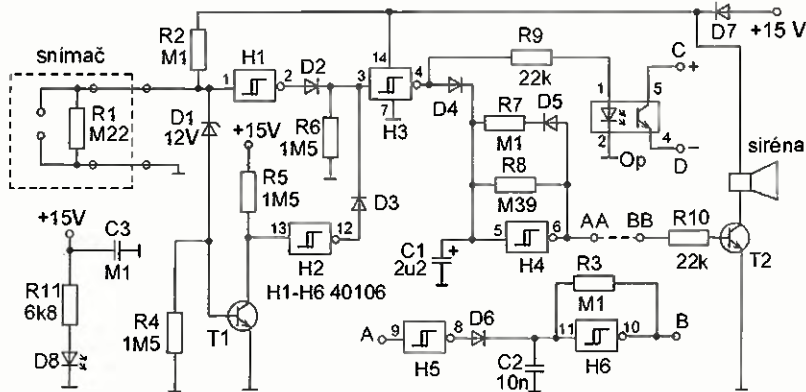 snímač
R1
M22
R2
M1
D1
12V
R4
1M5
+15V
C3
M1
R11
6k8
D8
H1
1
2
D2
R6
1M5
+15V
R5
1M5
13
12
H2
H1-H6 40106
T1
D3
14
3
4
7
H3
D4
R9
22k
R7
M1
D5
R8
M39
C1
2u2
+
5
6
H4
AA
BB
R10
22k
T2
siréna
D7
+15 V
C
+
1
5
2
4
Op
D
–
A
9
8
H5
D6
C2
10n
R3
M1
11
10
H6
B